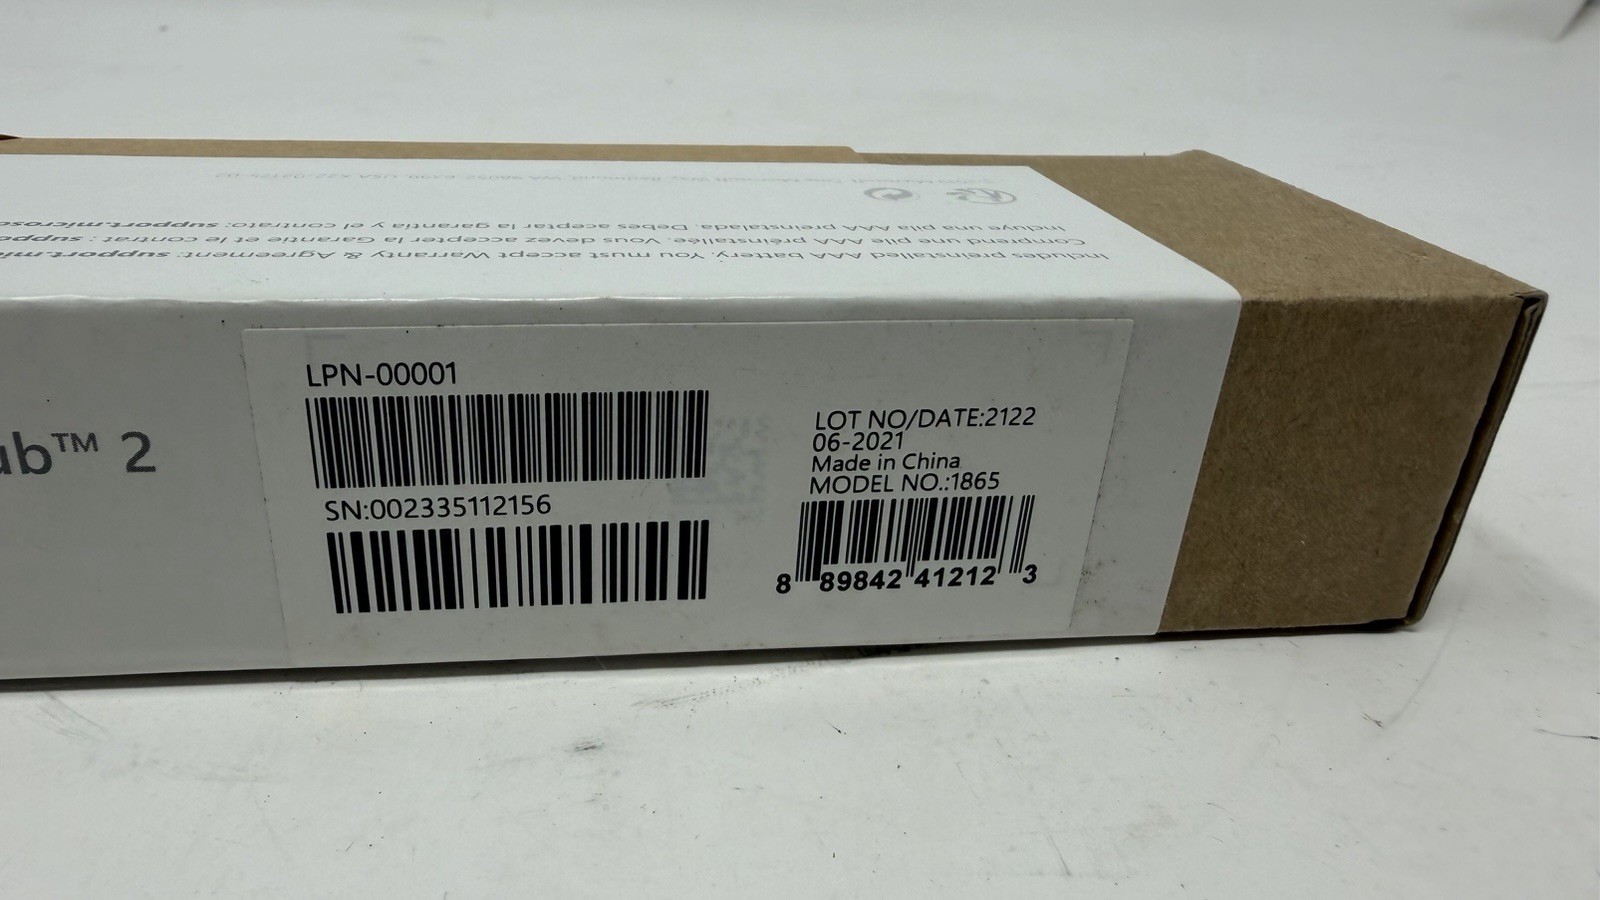 Includes preinstalled AAA battery. You must accept Warranty & Agreement: support.mi
Comprend une pile AAA préinstallée. Vous devez accepter la Garantie et le contrat : suppo
Incluye una pila AAA preinstalada. Debes aceptar la garantía y el contrato: support.microso
ub™ 2
LPN-00001
SN:002335112156
LOT NO/DATE:2122
06-2021
Made in China
MODEL NO.:1865
8 89842 41212 3